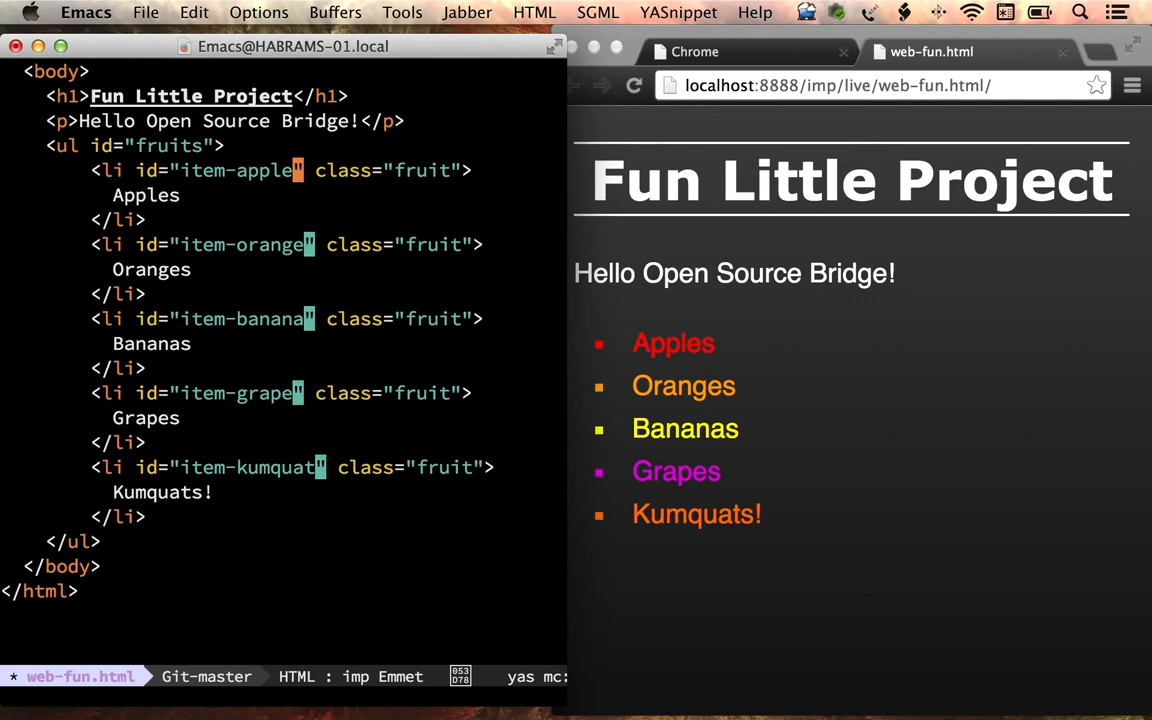 Emacs File Edit Options Buffers Tools Jabber HTML SGML YASnippet Help
Emacs@HABRAMS-01.local
<body>
<h1>Fun Little Project</h1>
<p>Hello Open Source Bridge!</p>
<ul id="fruits">
<li id="item-apple" class="fruit">
Apples
</li>
<li id="item-orange" class="fruit">
Oranges
</li>
<li id="item-banana" class="fruit">
Bananas
</li>
<li id="item-grape" class="fruit">
Grapes
</li>
<li id="item-kumquat" class="fruit">
Kumquats!
</li>
</ul>
</body>
</html>
* web-fun.html Git-master HTML : imp Emmet 053 D78 yas mc:
Chrome web-fun.html
localhost:8888/imp/live/web-fun.html/
Fun Little Project
Hello Open Source Bridge!
Apples
Oranges
Bananas
Grapes
Kumquats!